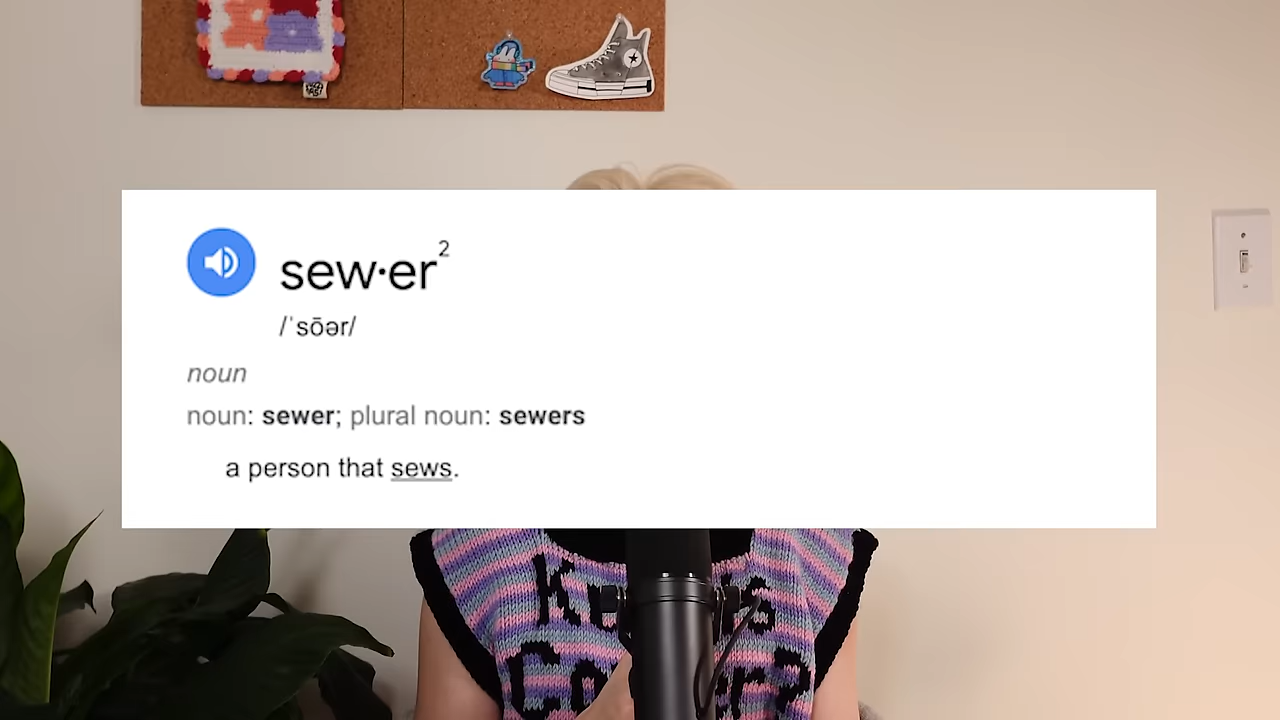 sew·er²
/ˈsōər/
noun
noun: sewer; plural noun: sewers
a person that sews.